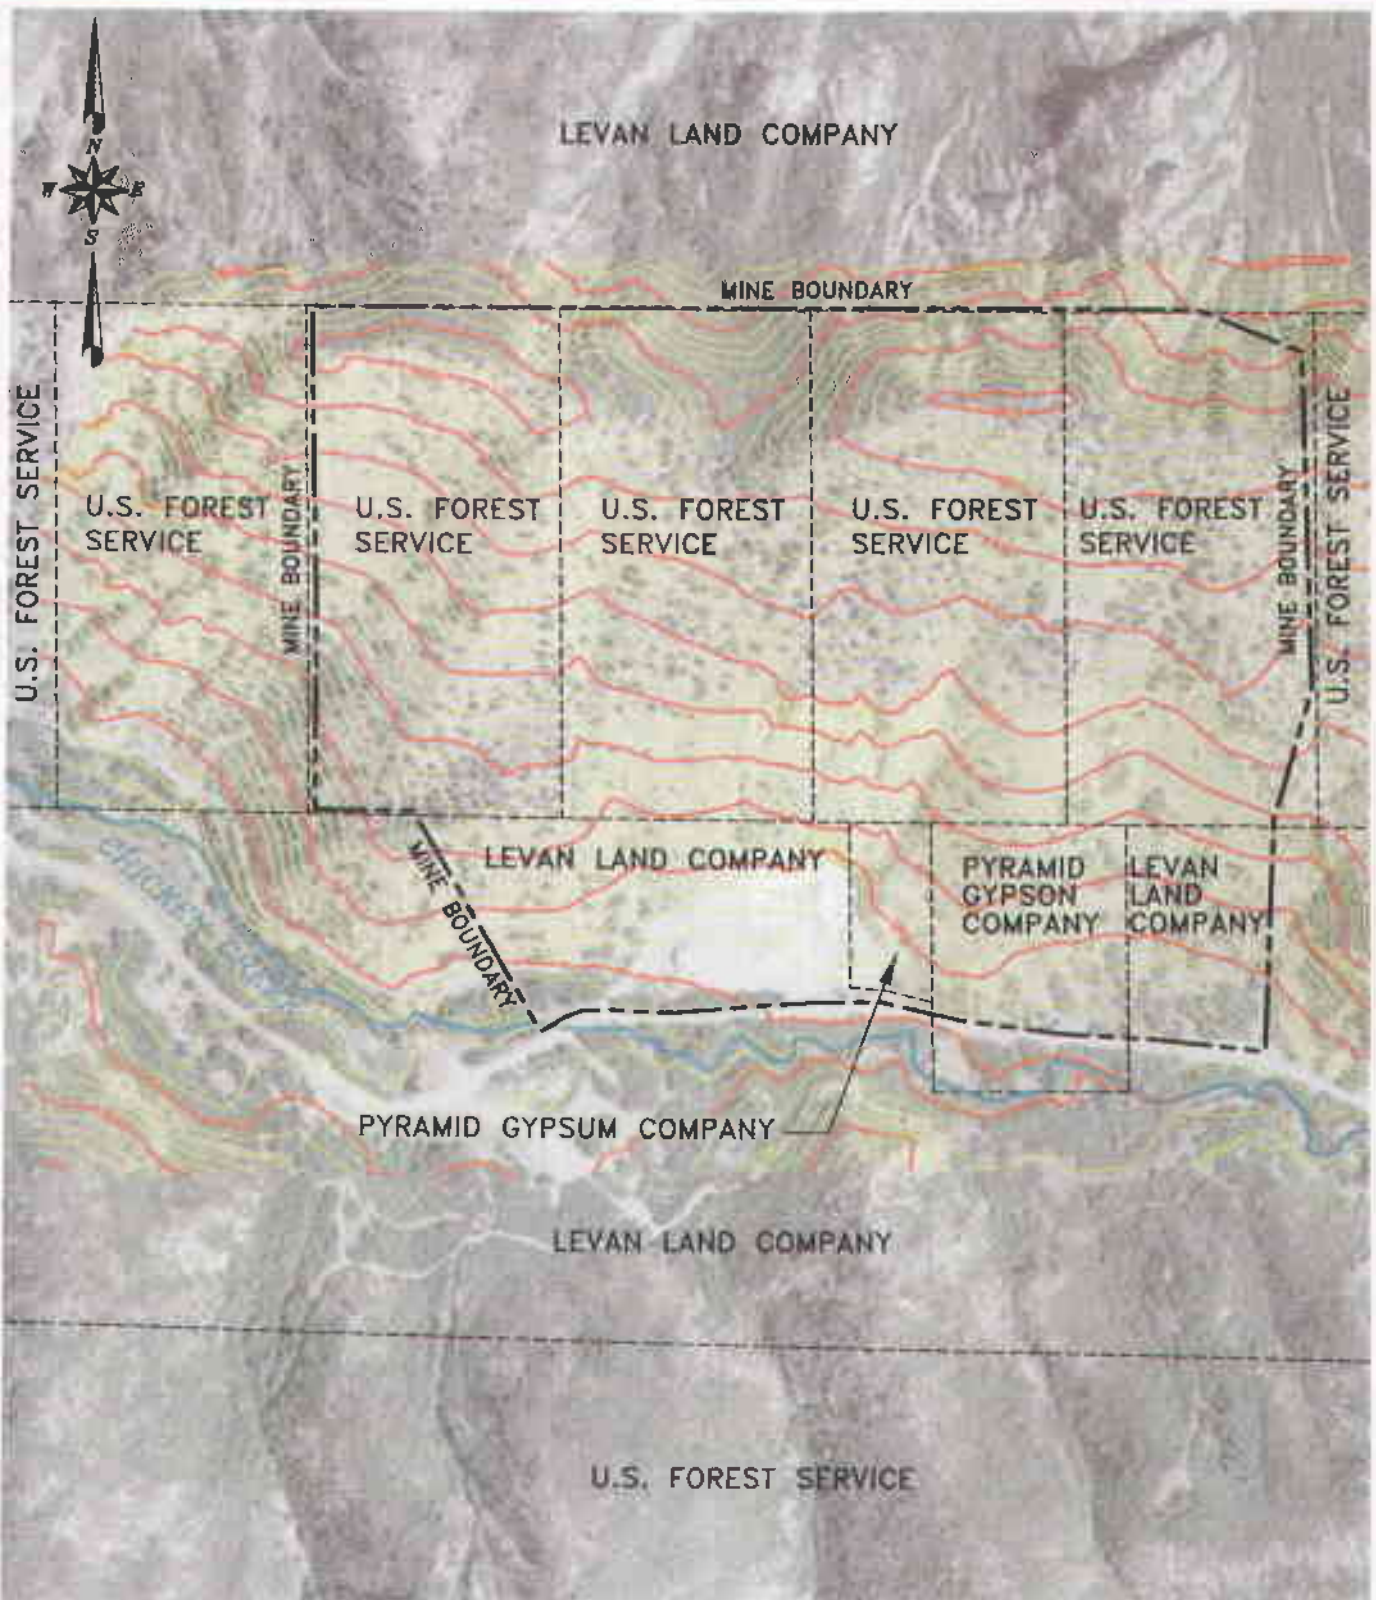 LEVAN LAND COMPANY
N
W E
S
MINE BOUNDARY
U.S. FOREST SERVICE
U.S. FOREST
SERVICE
MINE BOUNDARY
U.S. FOREST
SERVICE
U.S. FOREST
SERVICE
U.S. FOREST
SERVICE
U.S. FOREST
SERVICE
MINE BOUNDARY
U.S. FOREST SERVICE
MINE BOUNDARY
LEVAN LAND COMPANY
PYRAMID
GYPSON
COMPANY
LEVAN
LAND
COMPANY
PYRAMID GYPSUM COMPANY
LEVAN LAND COMPANY
U.S. FOREST SERVICE